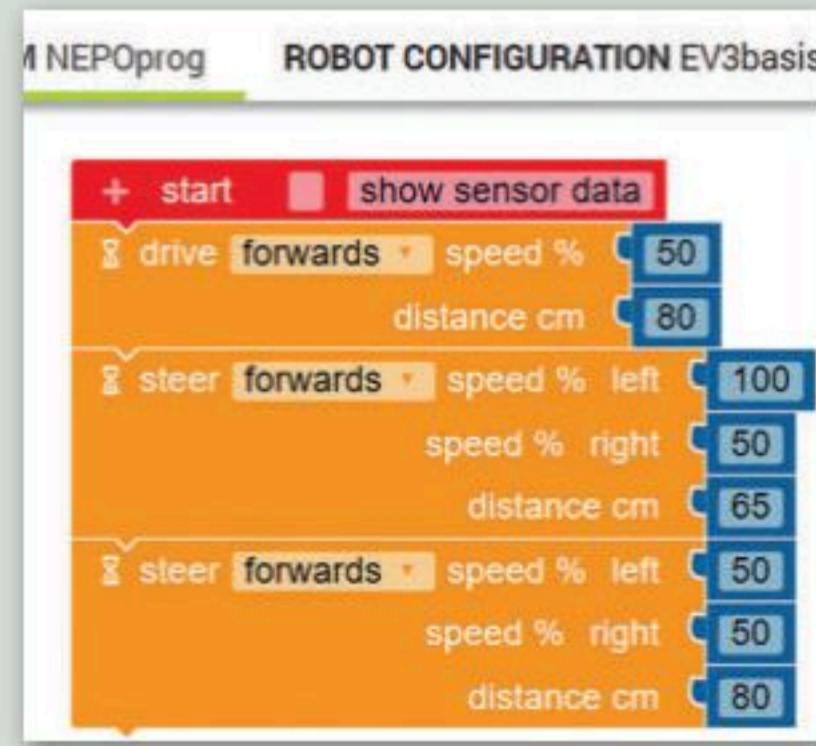 M NEPOprog ROBOT CONFIGURATION EV3basis
+ start show sensor data
drive forwards speed % 50
distance cm 80
steer forwards speed % left 100
speed % right 50
distance cm 65
steer forwards speed % left 50
speed % right 50
distance cm 80